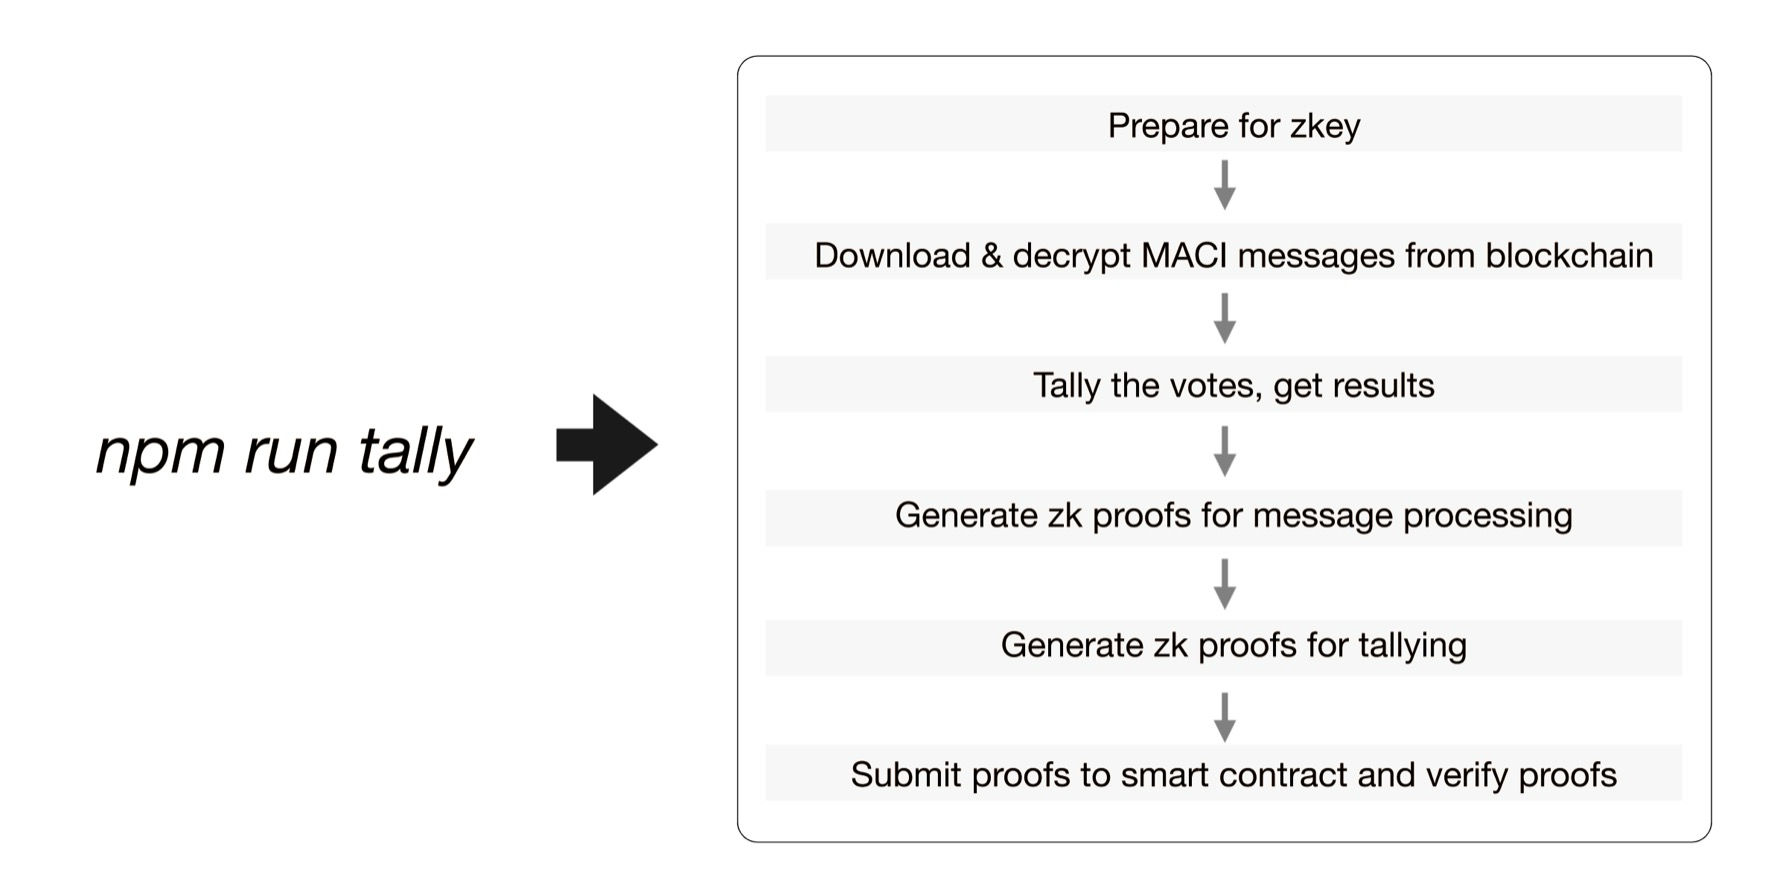 npm run tally
Prepare for zkey
Download & decrypt MACI messages from blockchain
Tally the votes, get results
Generate zk proofs for message processing
Generate zk proofs for tallying
Submit proofs to smart contract and verify proofs